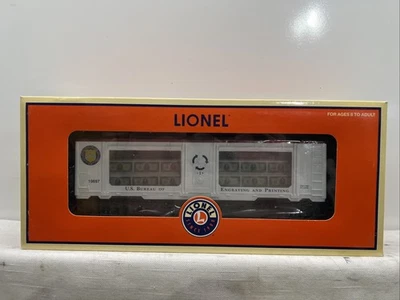 FOR AGES 8 TO ADULT
LIONEL
U.S. BUREAU OF ENGRAVING AND PRINTING
LIONEL